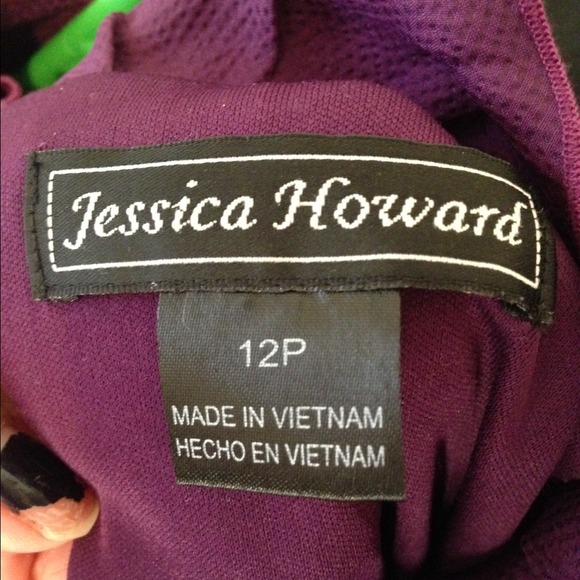 Jessica Howard
12P
MADE IN VIETNAM
HECHO EN VIETNAM